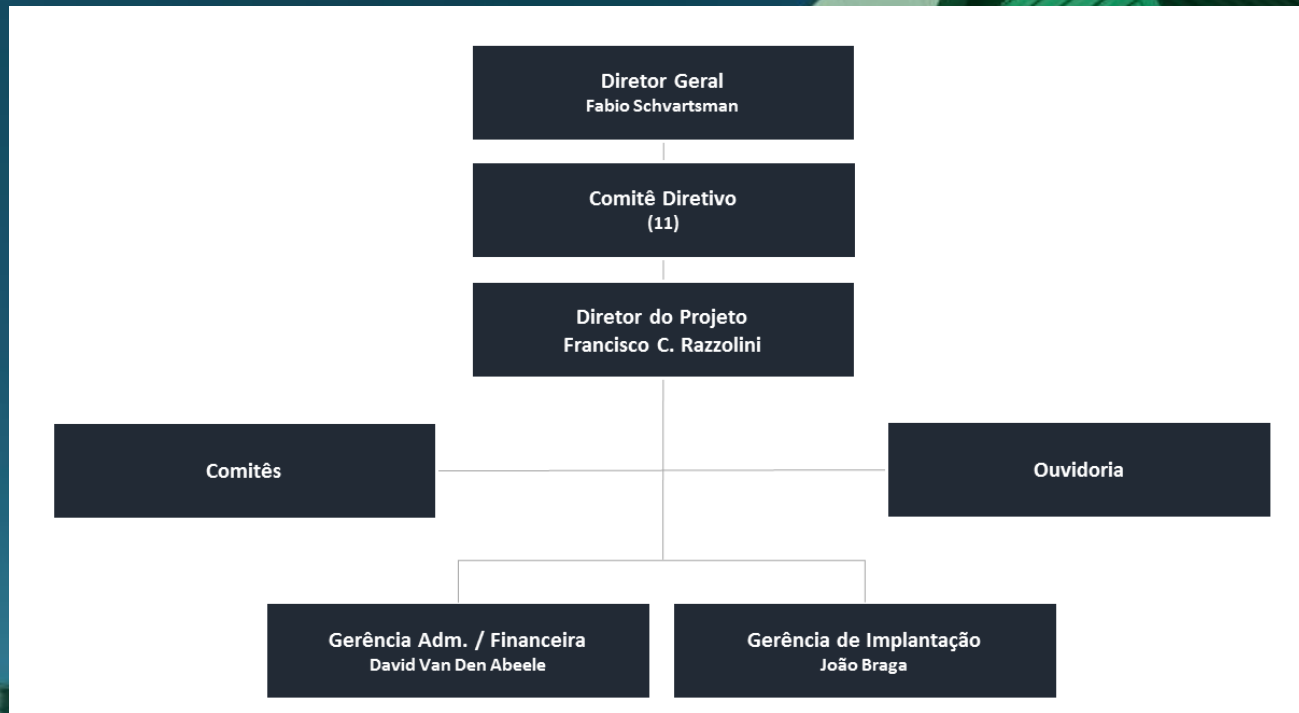 Diretor Geral
Fabio Schvartsman
Comitê Diretivo
(11)
Diretor do Projeto
Francisco C. Razzolini
Comitês
Ouvidoria
Gerência Adm. / Financeira
David Van Den Abeele
Gerência de Implantação
João Braga